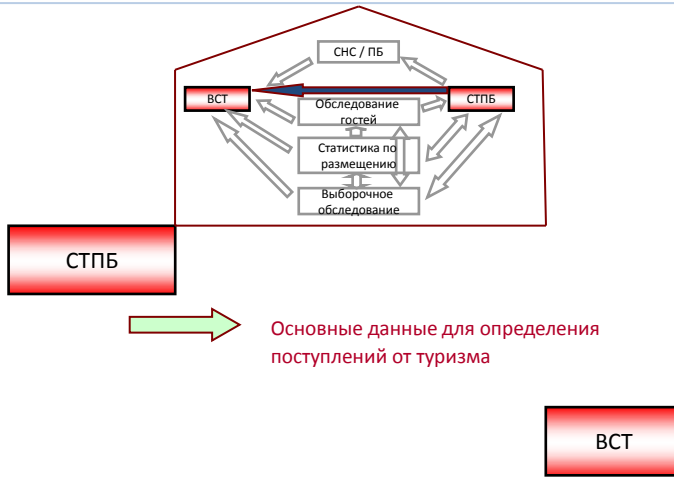 СНС / ПБ
ВСТ
СТПБ
Обследование
гостей
Статистика по
размещению
Выборочное
обследование
СТПБ
Основные данные для определения
поступлений от туризма
ВСТ